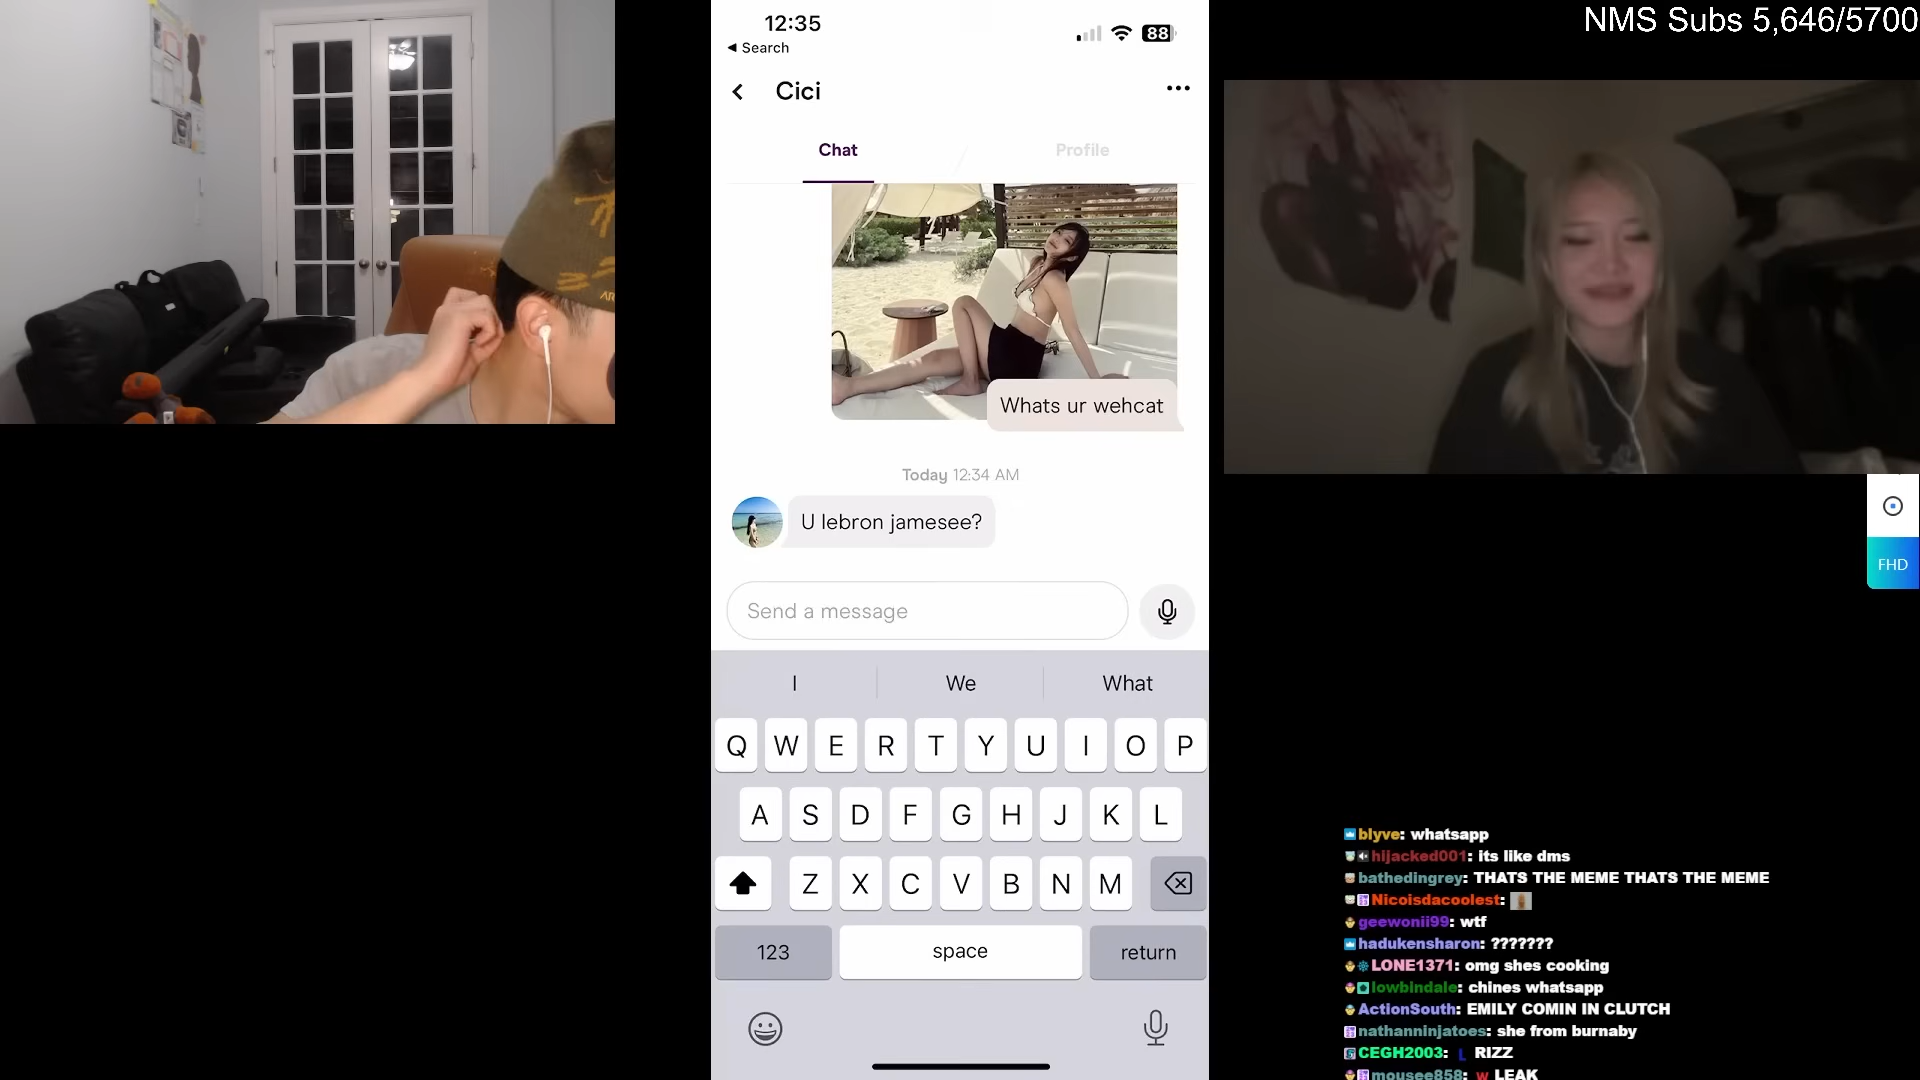 NMS Subs 5,646/5700
12:35
88
Search
Cici
Chat
Profile
Whats ur wehcat
Today 12:34 AM
U lebron jamesee?
Send a message
I
We
What
Q W E R T Y U I O P
A S D F G H J K L
Z X C V B N M
123
space
return
FHD
blyve: whatsapp
hijacked001: its like dms
bathedingrey: THATS THE MEME THATS THE MEME
Nicoisdacoolest:
geewonii99: wtf
hadukensharon: ???????
LONE1371: omg shes cooking
lowbIndale: chines whatsapp
ActionSouth: EMILY COMIN IN CLUTCH
nathanninjatoes: she from burnaby
CEGH2003: L RIZZ
mousee858: W LEAK